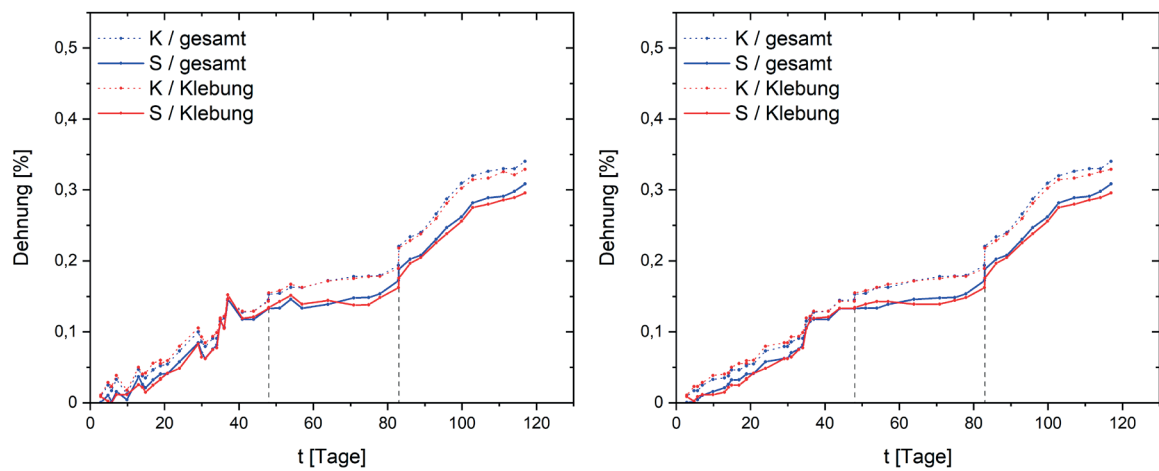 0,5
0,4
0,3
0,2
0,1
0
Dehnung [%]
K / gesamt
S / gesamt
K / Klebung
S / Klebung
0 20 40 60 80 100 120
t [Tage]
0,5
0,4
0,3
0,2
0,1
0
Dehnung [%]
K / gesamt
S / gesamt
K / Klebung
S / Klebung
0 20 40 60 80 100 120
t [Tage]